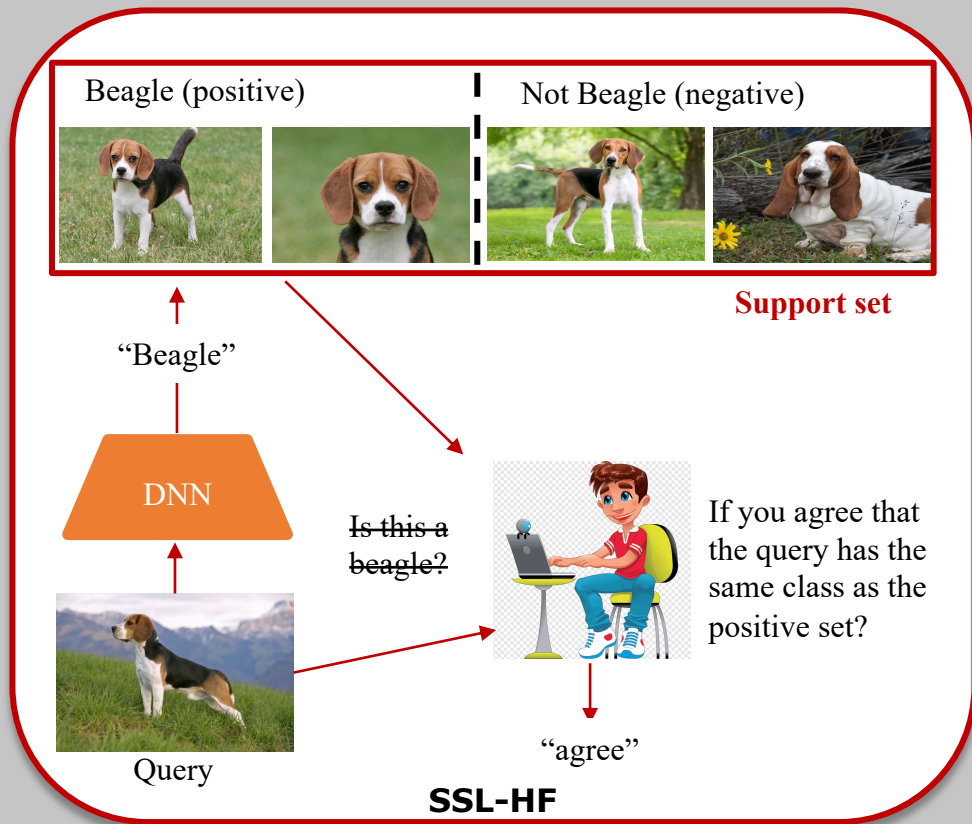 Beagle (positive)
Not Beagle (negative)
Support set
“Beagle”
DNN
Is this a
beagle?
If you agree that
the query has the
same class as the
positive set?
Query
“agree”
SSL-HF